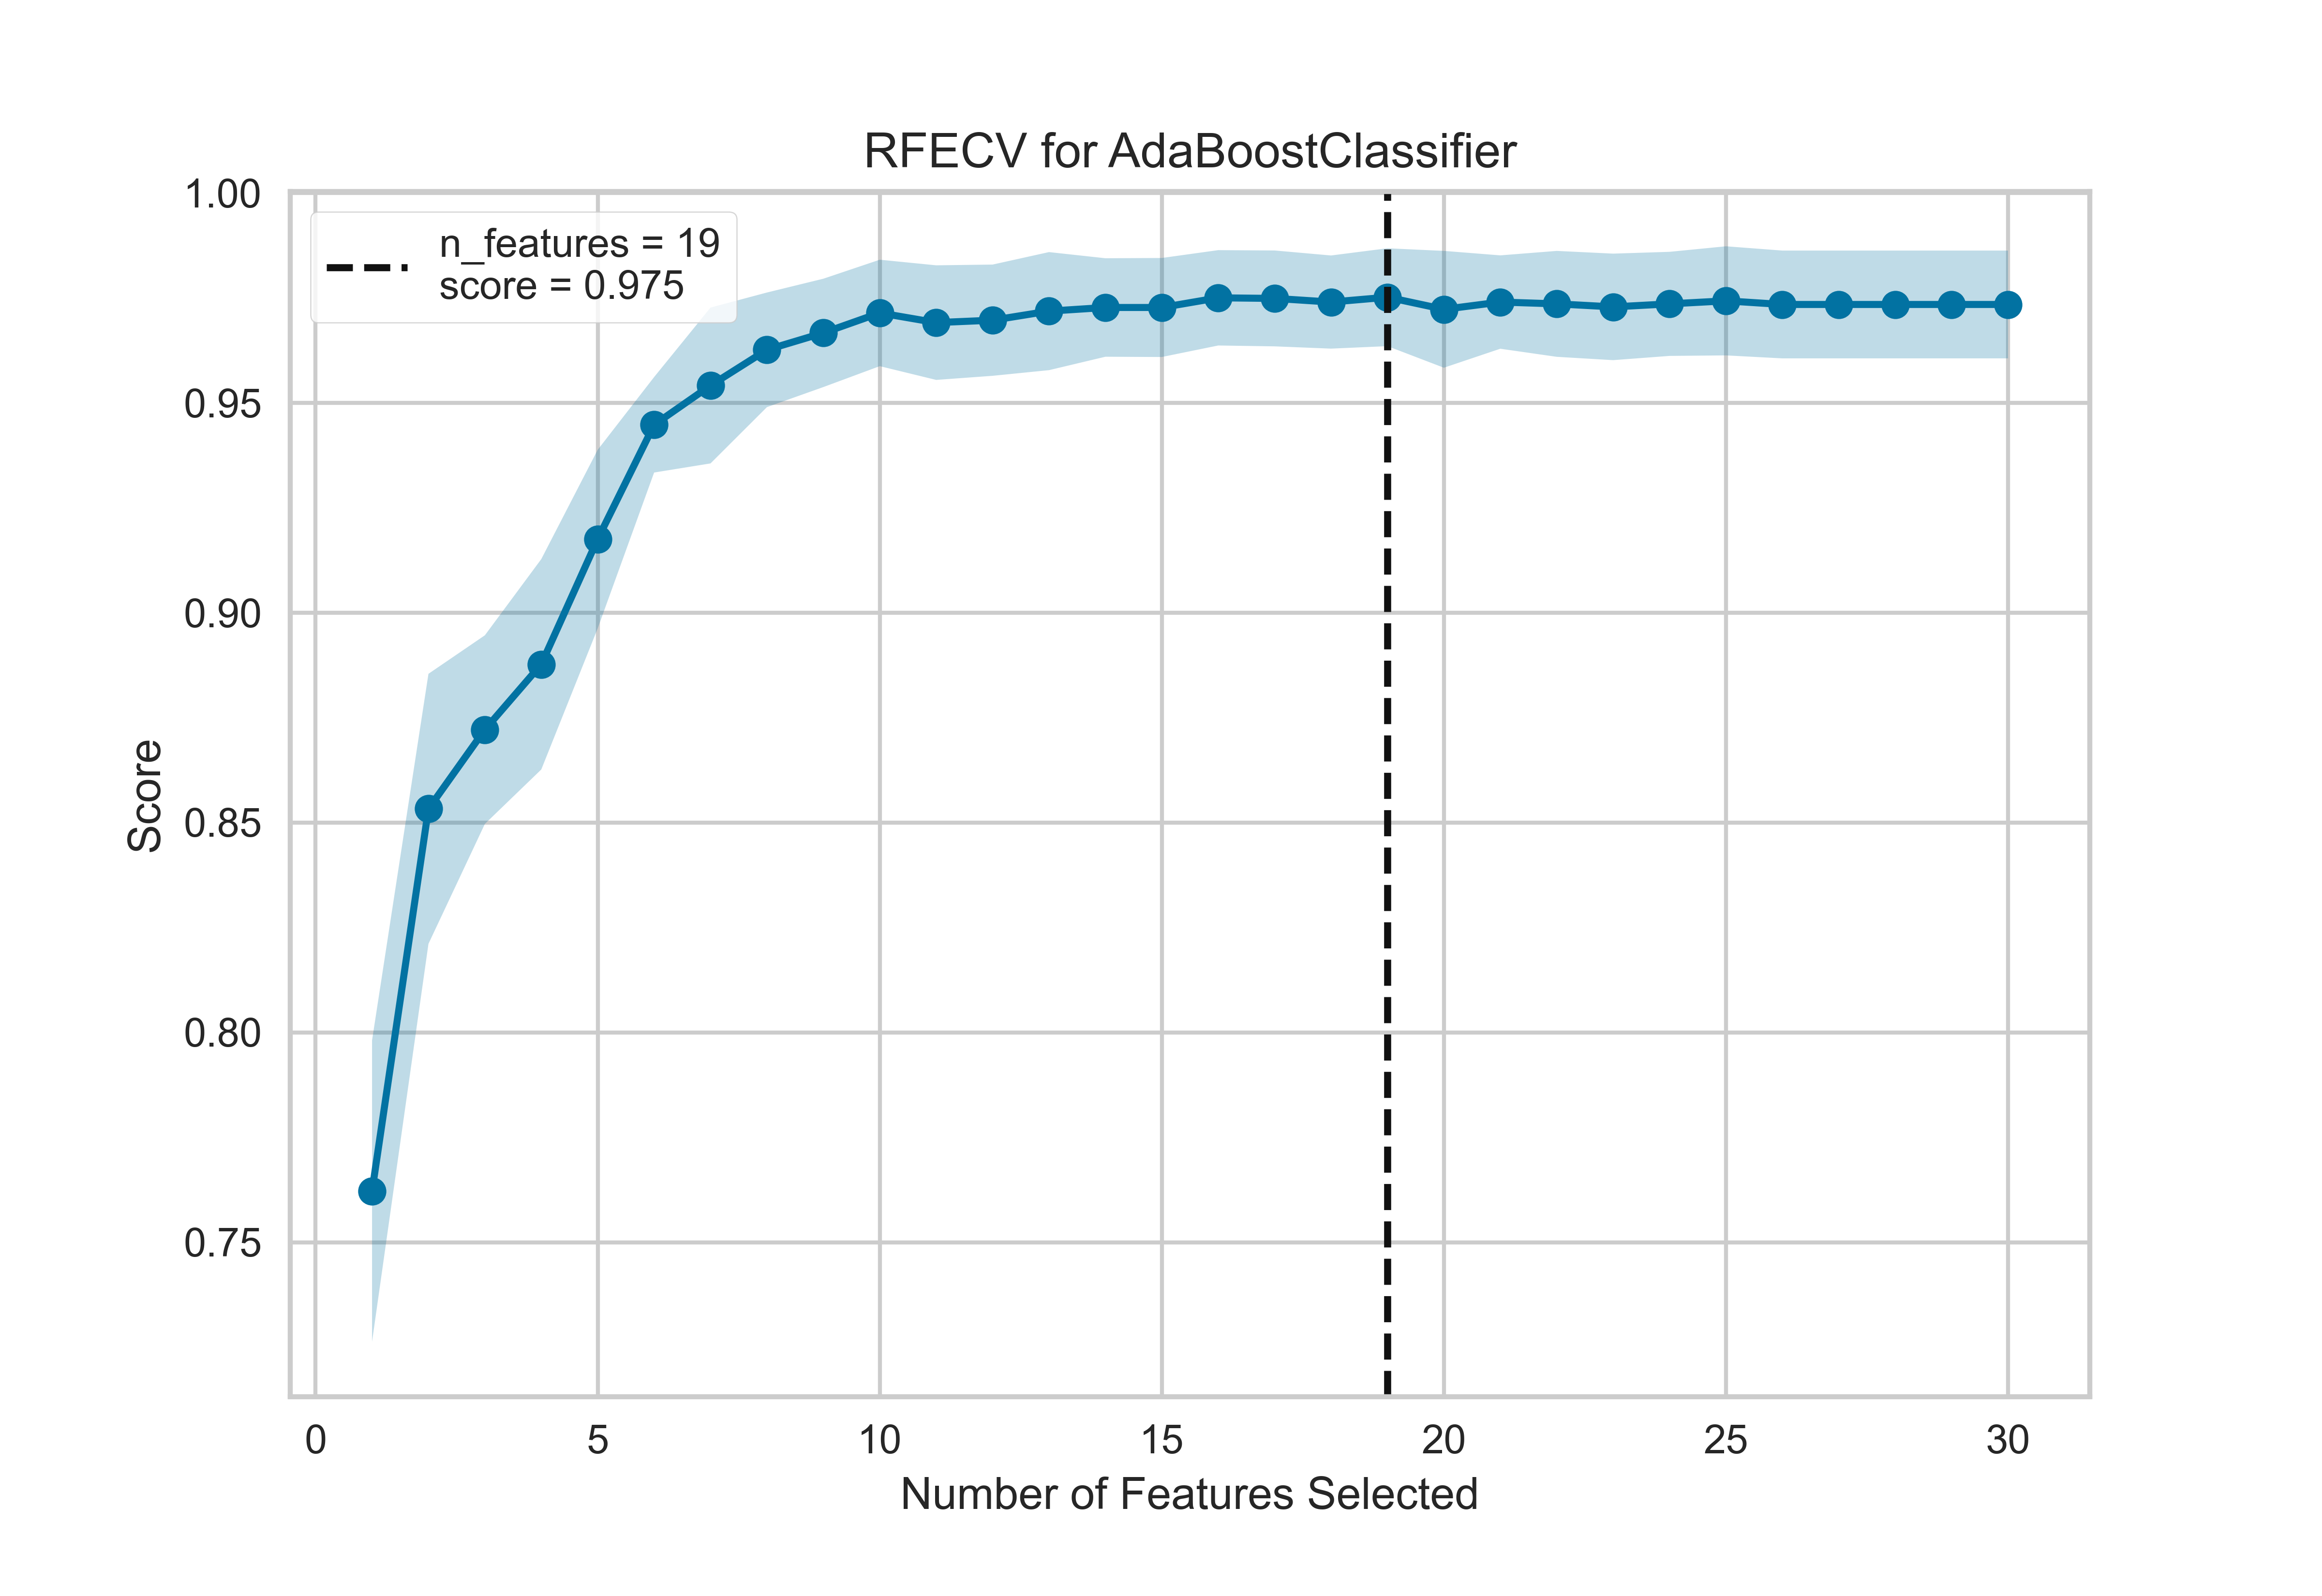 RFECV for AdaBoostClassifier
n_features = 19
score = 0.975
1.00
0.95
0.90
0.85
0.80
0.75
Score
0 5 10 15 20 25 30
Number of Features Selected